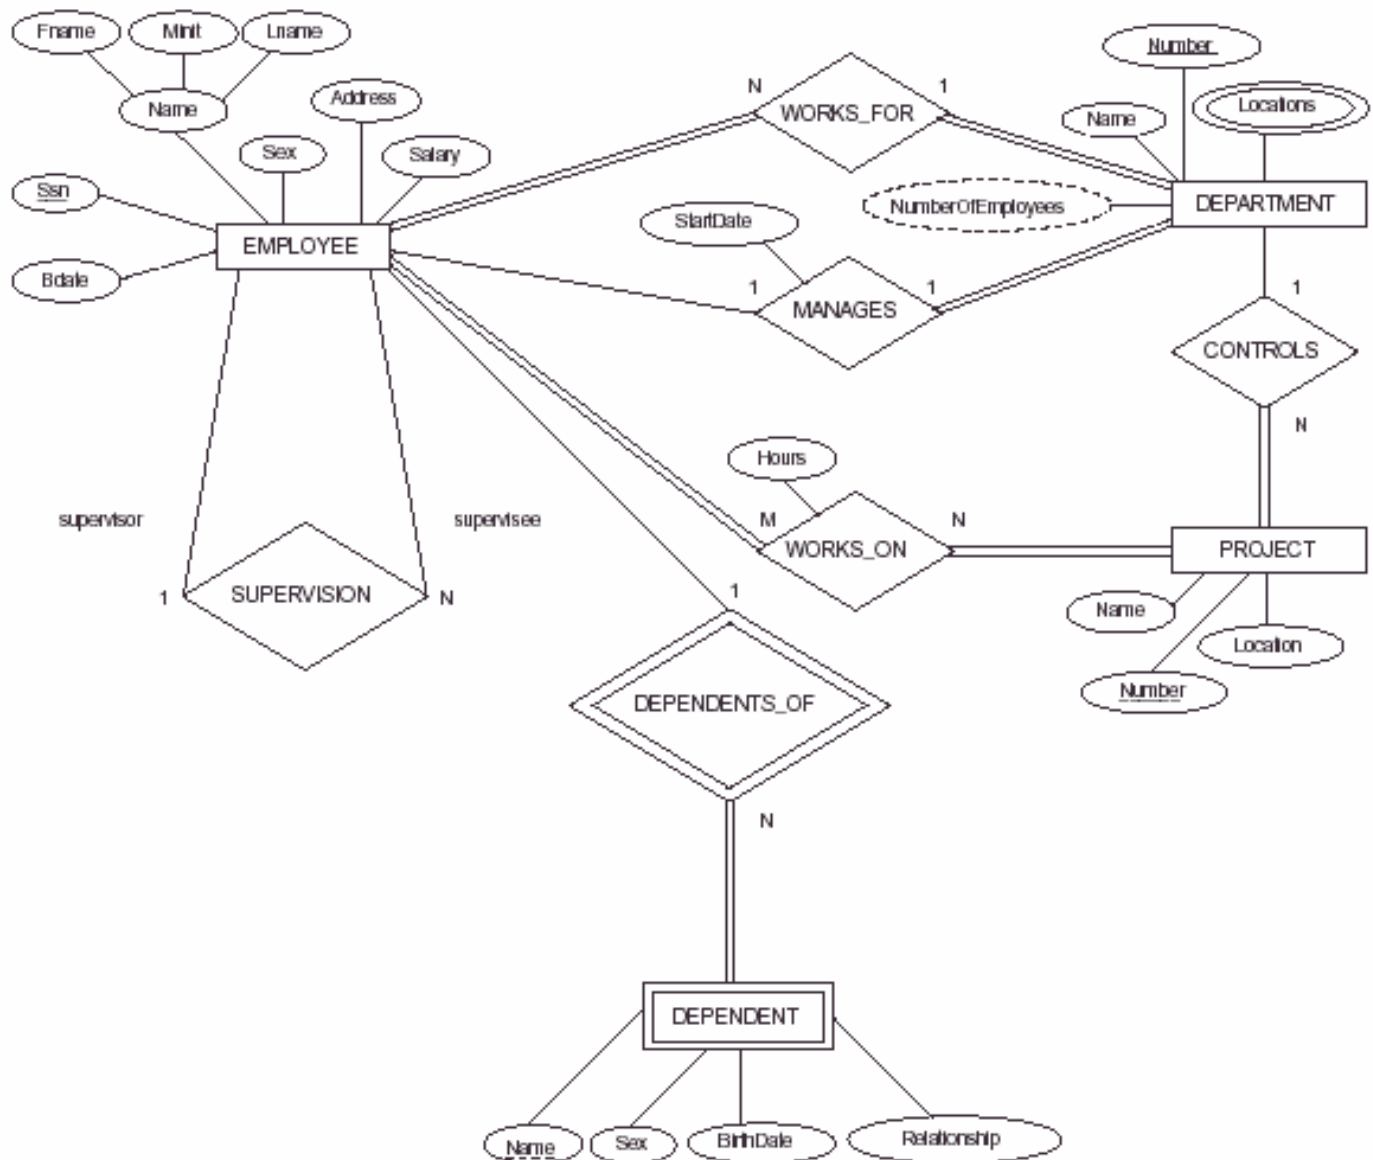 Fname
Minit
Lname
Number
Address
N
1
Name
WORKS_FOR
Locations
Name
Sex
Salary
Ssn
NumberOfEmployees
DEPARTMENT
StartDate
EMPLOYEE
Bdate
1
1
1
MANAGES
CONTROLS
N
Hours
supervisor
supervisee
M
N
WORKS_ON
PROJECT
1
SUPERVISION
N
1
Name
Location
Number
DEPENDENTS_OF
N
DEPENDENT
Name
Sex
BirthDate
Relationship